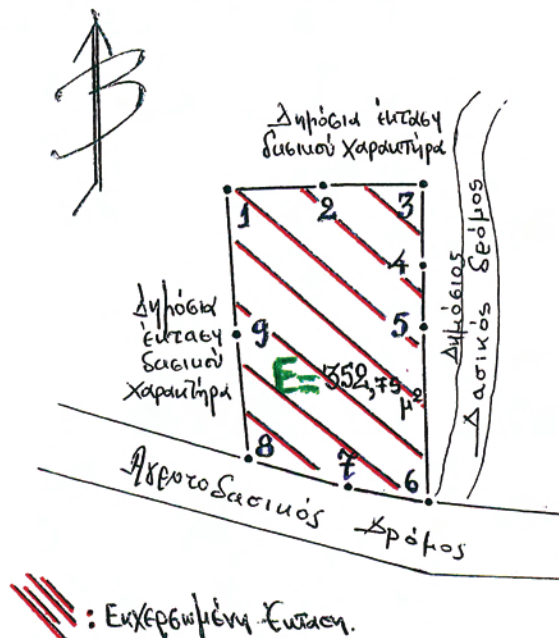 Β
Δημόσια έκταση
δασικού χαρακτήρα
1
2
3
4
5
6
7
8
9
Δημόσιος
Δασικός δρόμος
Δημόσια
έκταση
δασικού
χαρακτήρα
Ε=352,75 μ²
Αγροτοδασικός Δρόμος
: Εκχερσωμένη Έκταση.